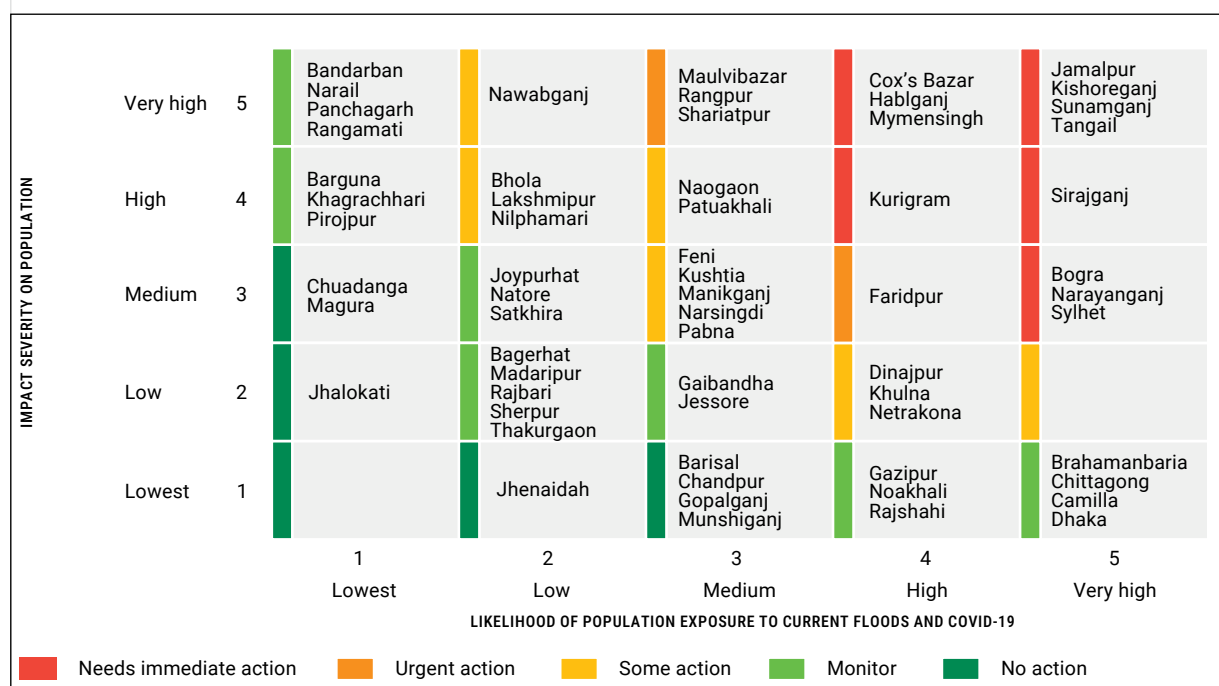 IMPACT SEVERITY ON POPULATION
Very high 5
Bandarban
Narail
Panchagarh
Rangamati
Nawabganj
Maulvibazar
Rangpur
Shariatpur
Cox's Bazar
Hablganj
Mymensingh
Jamalpur
Kishoreganj
Sunamganj
Tangail
High 4
Barguna
Khagrachhari
Pirojpur
Bhola
Lakshmipur
Nilphamari
Naogaon
Patuakhali
Kurigram
Sirajganj
Medium 3
Chuadanga
Magura
Joypurhat
Natore
Satkhira
Feni
Kushtia
Manikganj
Narsingdi
Pabna
Faridpur
Bogra
Narayanganj
Sylhet
Low 2
Jhalokati
Bagerhat
Madaripur
Rajbari
Sherpur
Thakurgaon
Gaibandha
Jessore
Dinajpur
Khulna
Netrakona
Lowest 1
Jhenaidah
Barisal
Chandpur
Gopalganj
Munshiganj
Gazipur
Noakhali
Rajshahi
Brahamanbaria
Chittagong
Camilla
Dhaka
1 2 3 4 5
Lowest Low Medium High Very high
LIKELIHOOD OF POPULATION EXPOSURE TO CURRENT FLOODS AND COVID-19
Needs immediate action Urgent action Some action Monitor No action